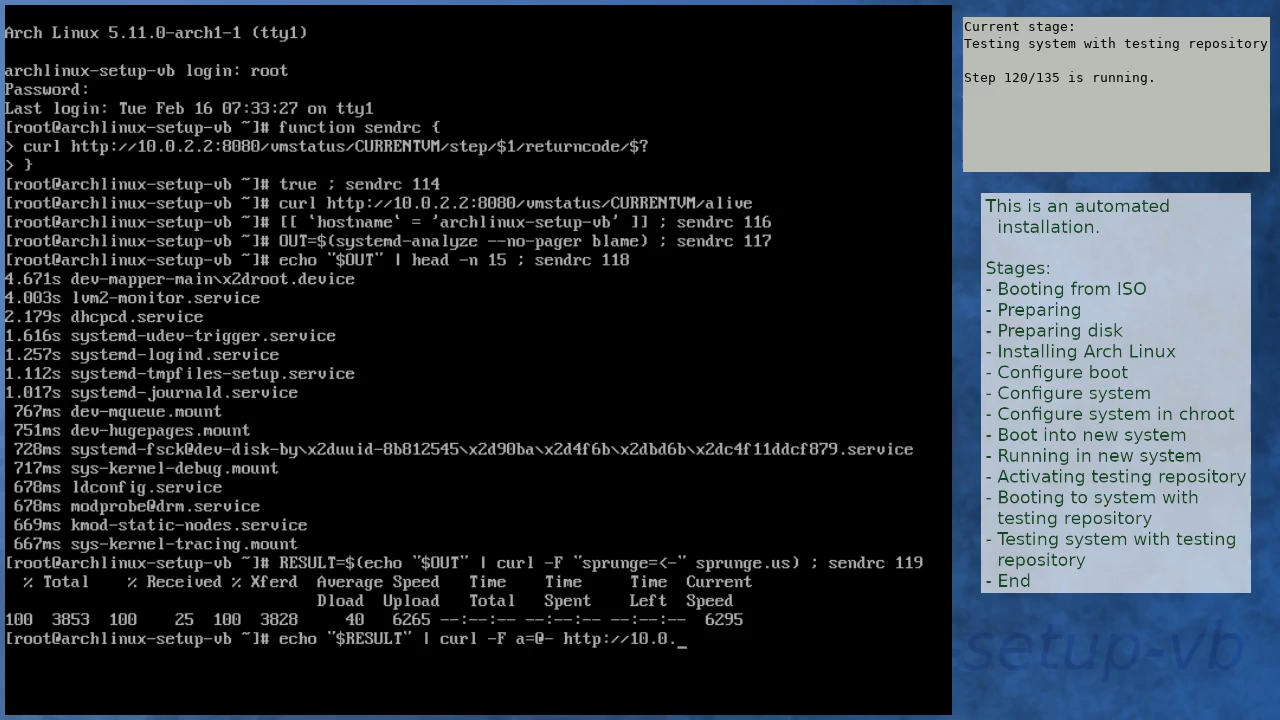 Arch Linux 5.11.0-arch1-1 (tty1)
archlinux-setup-vb login: root
Password:
Last login: Tue Feb 16 07:33:27 on tty1
[root@archlinux-setup-vb ~]# function sendrc {
> curl http://10.0.2.2:8080/vmstatus/CURRENTVM/step/$1/returncode/$?
> }
[root@archlinux-setup-vb ~]# true ; sendrc 114
[root@archlinux-setup-vb ~]# curl http://10.0.2.2:8080/vmstatus/CURRENTVM/alive
[root@archlinux-setup-vb ~]# [[ `hostname` = 'archlinux-setup-vb' ]] ; sendrc 116
[root@archlinux-setup-vb ~]# OUT=$(systemd-analyze --no-pager blame) ; sendrc 117
[root@archlinux-setup-vb ~]# echo "$OUT" | head -n 15 ; sendrc 118
4.671s dev-mapper-main\x2droot.device
4.003s lvm2-monitor.service
2.179s dhcpcd.service
1.616s systemd-udev-trigger.service
1.257s systemd-logind.service
1.112s systemd-tmpfiles-setup.service
1.017s systemd-journald.service
 767ms dev-mqueue.mount
 751ms dev-hugepages.mount
 728ms systemd-fsck@dev-disk-by\x2duuid-8b812545\x2d90ba\x2d4f6b\x2dbd6b\x2dc4f11ddcf879.service
 717ms sys-kernel-debug.mount
 678ms ldconfig.service
 678ms modprobe@drm.service
 669ms kmod-static-nodes.service
 667ms sys-kernel-tracing.mount
[root@archlinux-setup-vb ~]# RESULT=$(echo "$OUT" | curl -F "sprunge=<-" sprunge.us) ; sendrc 119
  % Total    % Received % Xferd  Average Speed   Time    Time     Time  Current
                                 Dload  Upload   Total   Spent    Left  Speed
100  3853  100    25  100  3828     40   6265 --:--:-- --:--:-- --:--:--  6295
[root@archlinux-setup-vb ~]# echo "$RESULT" | curl -F a=@- http://10.0._
Current stage:
Testing system with testing repository
Step 120/135 is running.
This is an automated
installation.
Stages:
- Booting from ISO
- Preparing
- Preparing disk
- Installing Arch Linux
- Configure boot
- Configure system
- Configure system in chroot
- Boot into new system
- Running in new system
- Activating testing repository
- Booting to system with
testing repository
- Testing system with testing
repository
- End
setup-vb